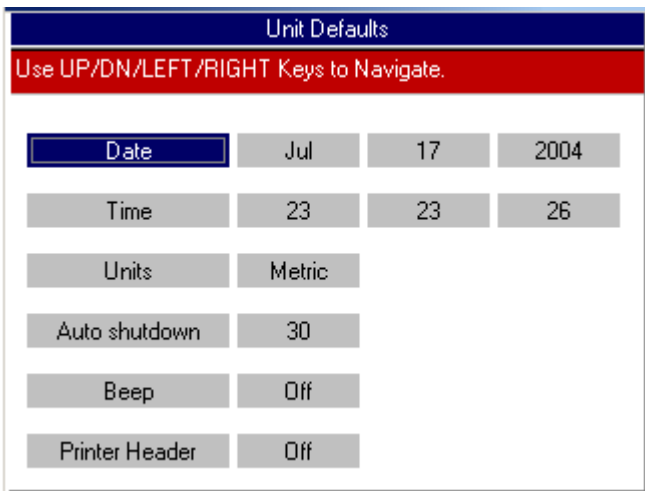 Unit Defaults
Use UP/DN/LEFT/RIGHT Keys to Navigate.
Date Jul 17 2004
Time 23 23 26
Units Metric
Auto shutdown 30
Beep Off
Printer Header Off